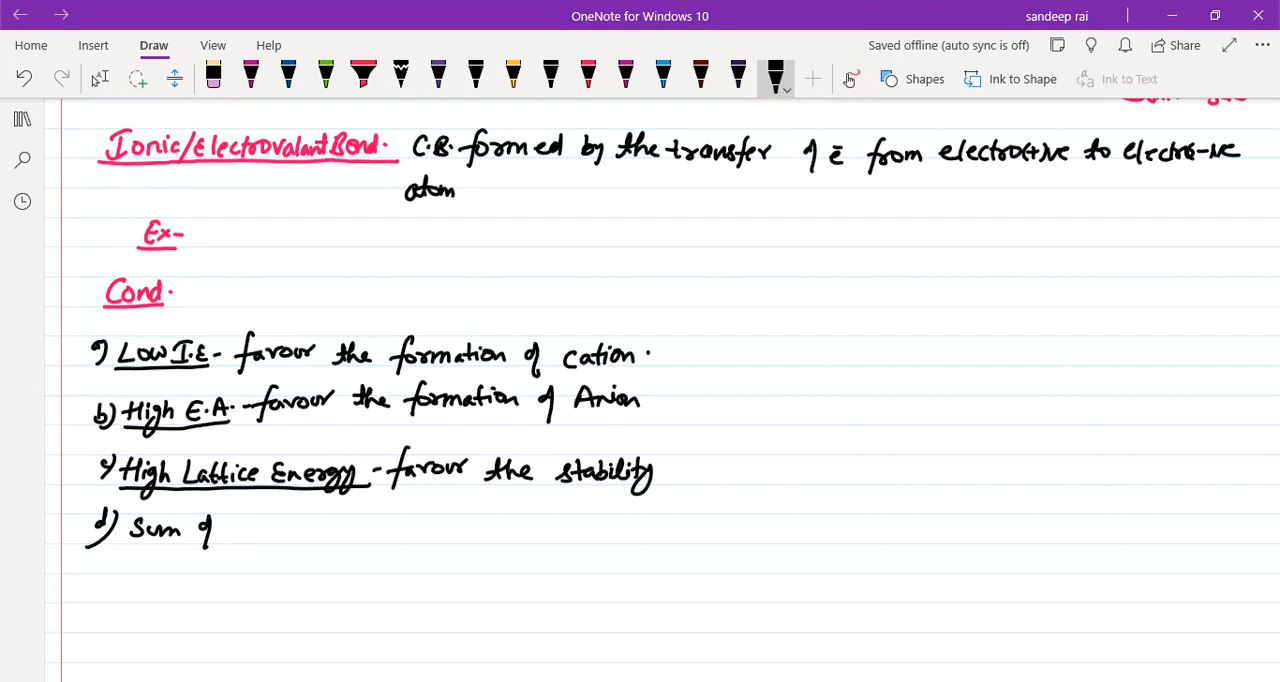 OneNote for Windows 10
sandeep rai
Home Insert Draw View Help
Saved offline (auto sync is off) Share
Shapes Ink to Shape Ink to Text
Ionic/Electrovalant Bond. C.B. formed by the transfer of ē from electro(+)ve to electro-ve
atom
Ex-
Cond.
a) Low I.E - favour the formation of cation.
b) High E.A. - favour the formation of Anion
c) High Lattice Energy - favour the stability
d) Sum of